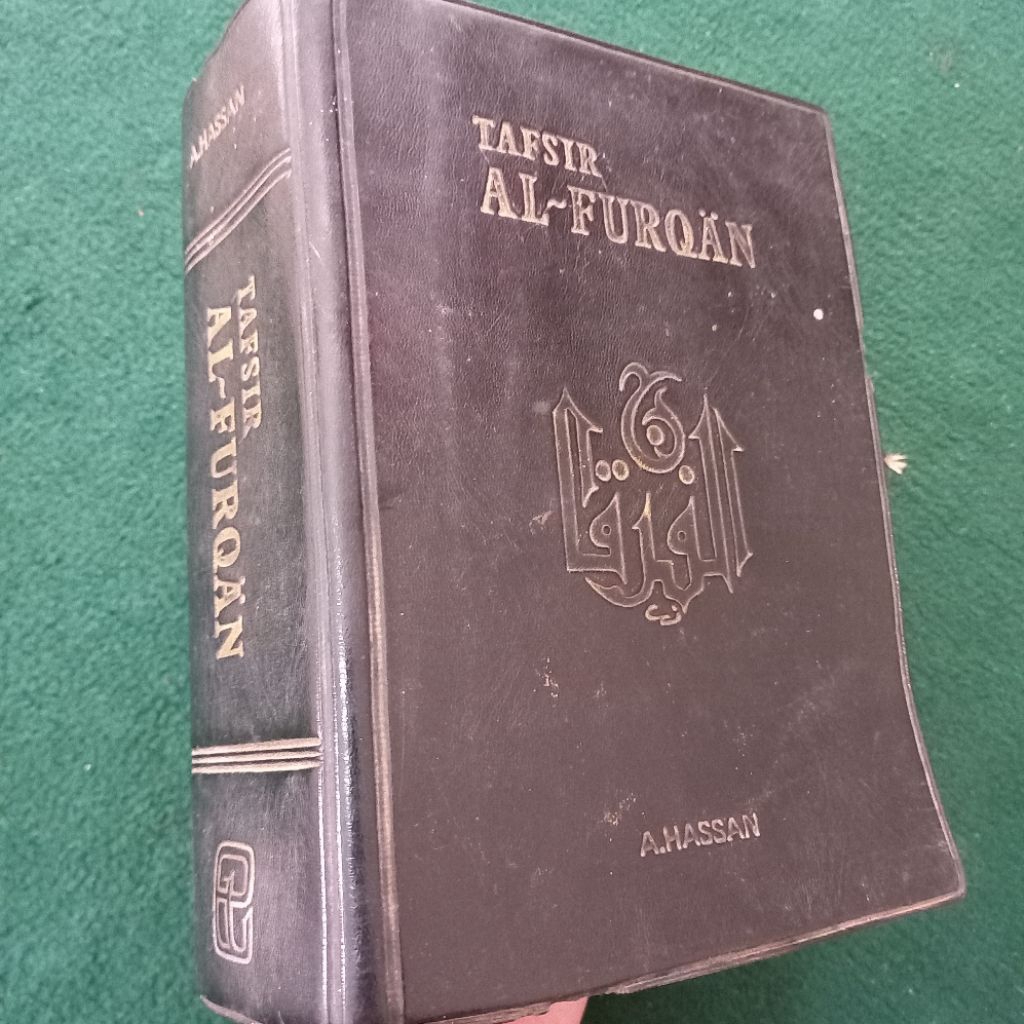 A.HASSAN
TAFSIR
AL-FURQÄN
TAFSIR
AL-FURQÄN
الفرقان
A.HASSAN